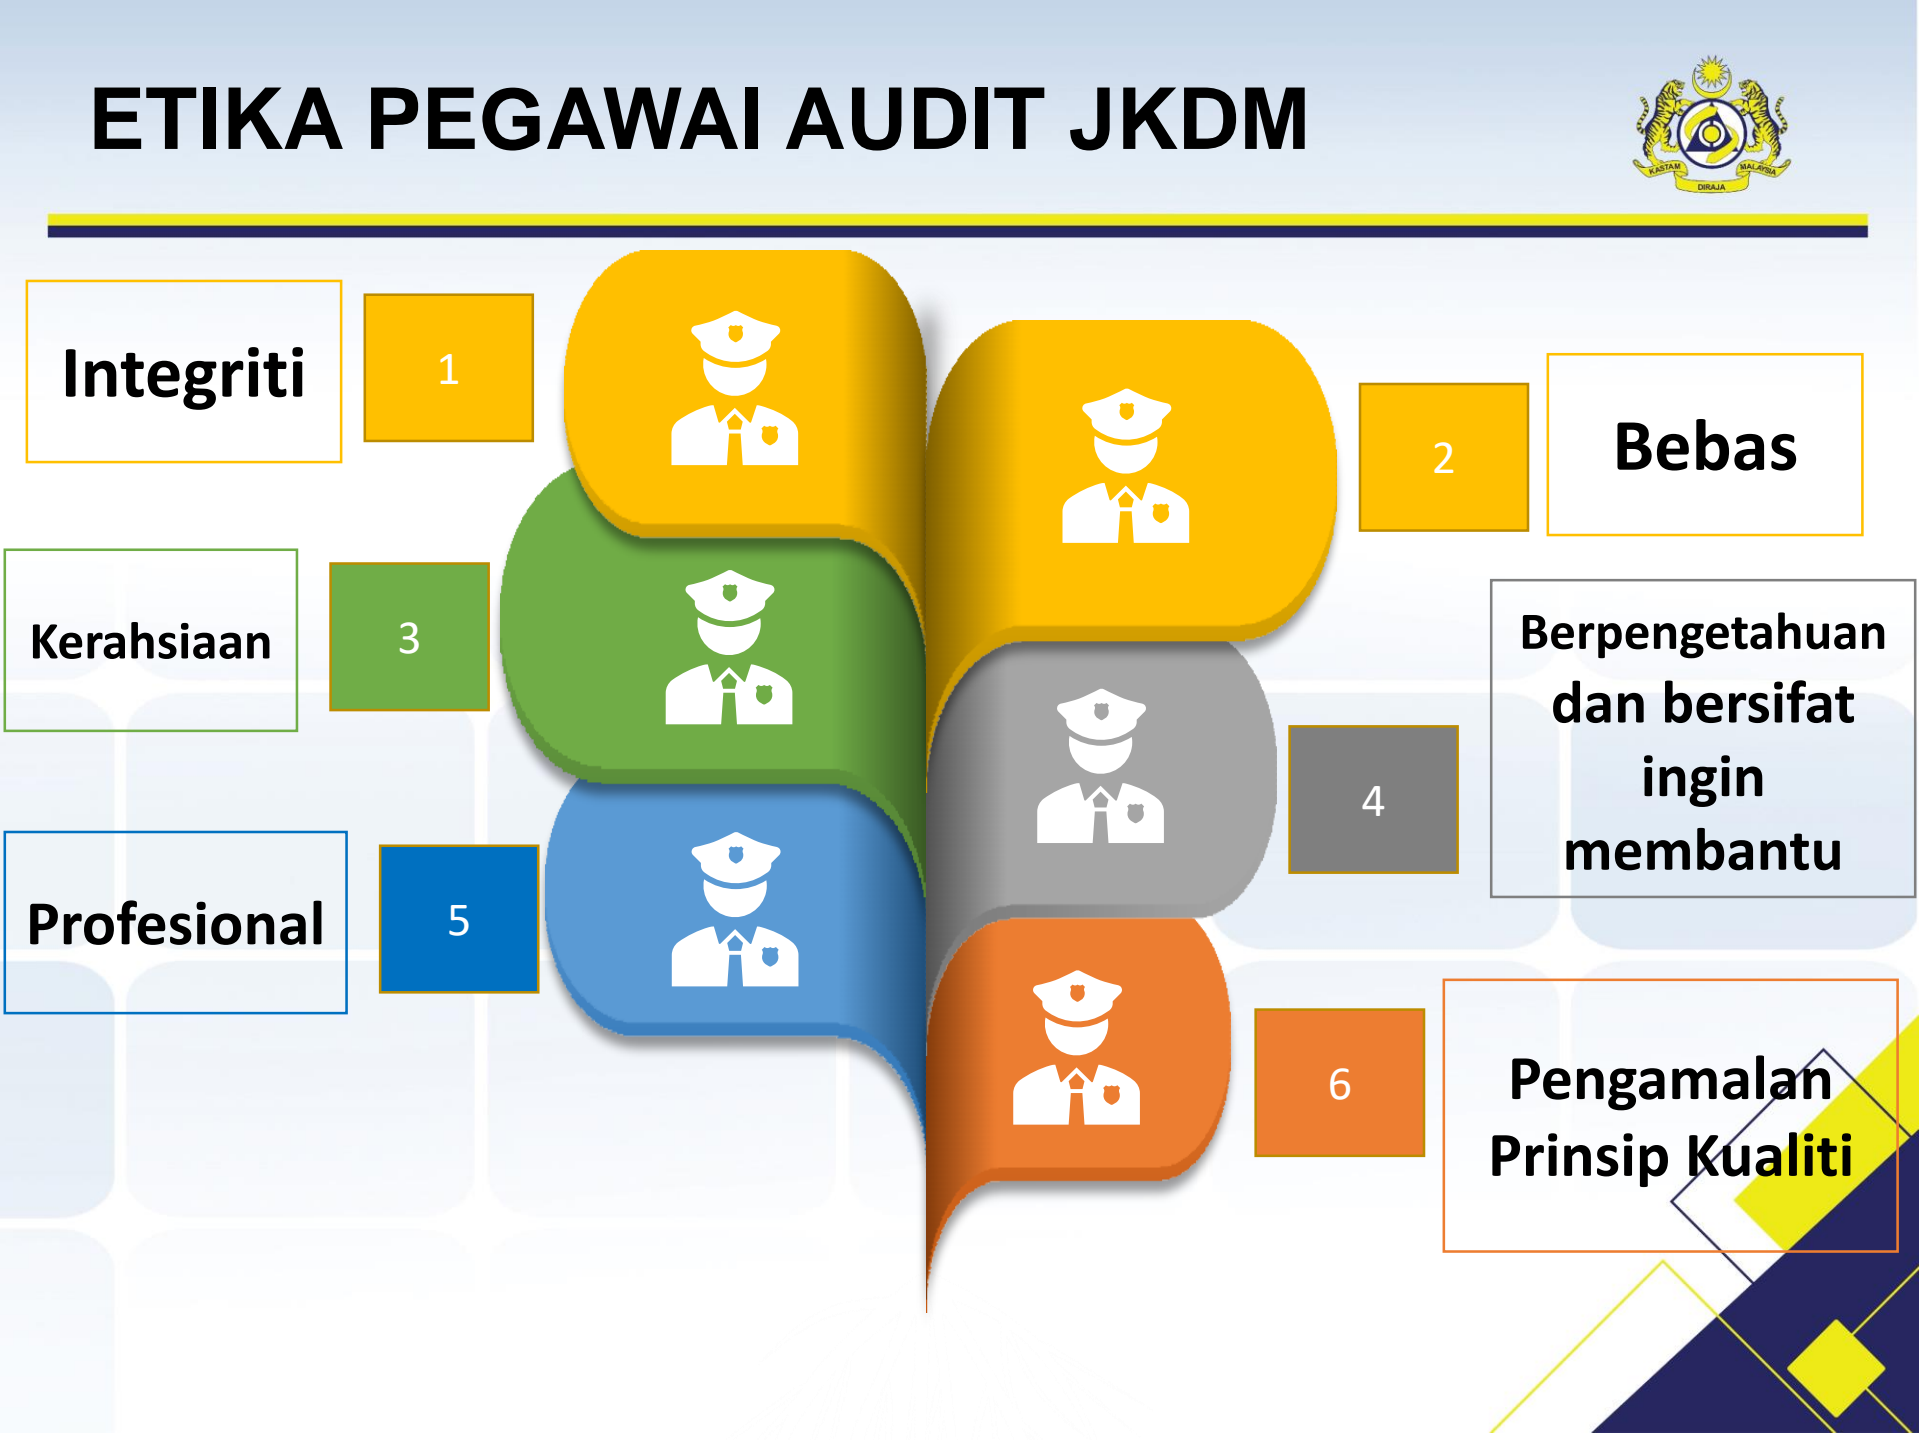 ETIKA PEGAWAI AUDIT JKDM
KASTAM
MALAYSIA
DIRAJA
Integriti
1
2
Bebas
Kerahsiaan
3
4
Berpengetahuan
dan bersifat
ingin
membantu
Profesional
5
6
Pengamalan
Prinsip Kualiti